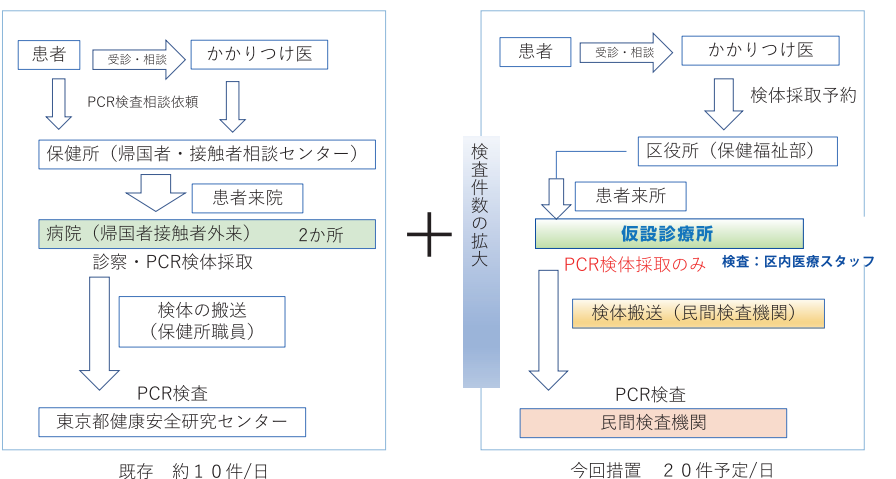 患者
受診・相談
かかりつけ医
PCR検査相談依頼
保健所（帰国者・接触者相談センター）
患者来院
病院（帰国者接触者外来）　2か所
診察・PCR検体採取
検体の搬送
（保健所職員）
PCR検査
東京都健康安全研究センター
既存　約１０件/日
＋
検査件数の拡大
患者
受診・相談
かかりつけ医
検体採取予約
区役所（保健福祉部）
患者来所
仮設診療所
PCR検体採取のみ
検査：区内医療スタッフ
検体搬送（民間検査機関）
PCR検査
民間検査機関
今回措置　２０件予定/日